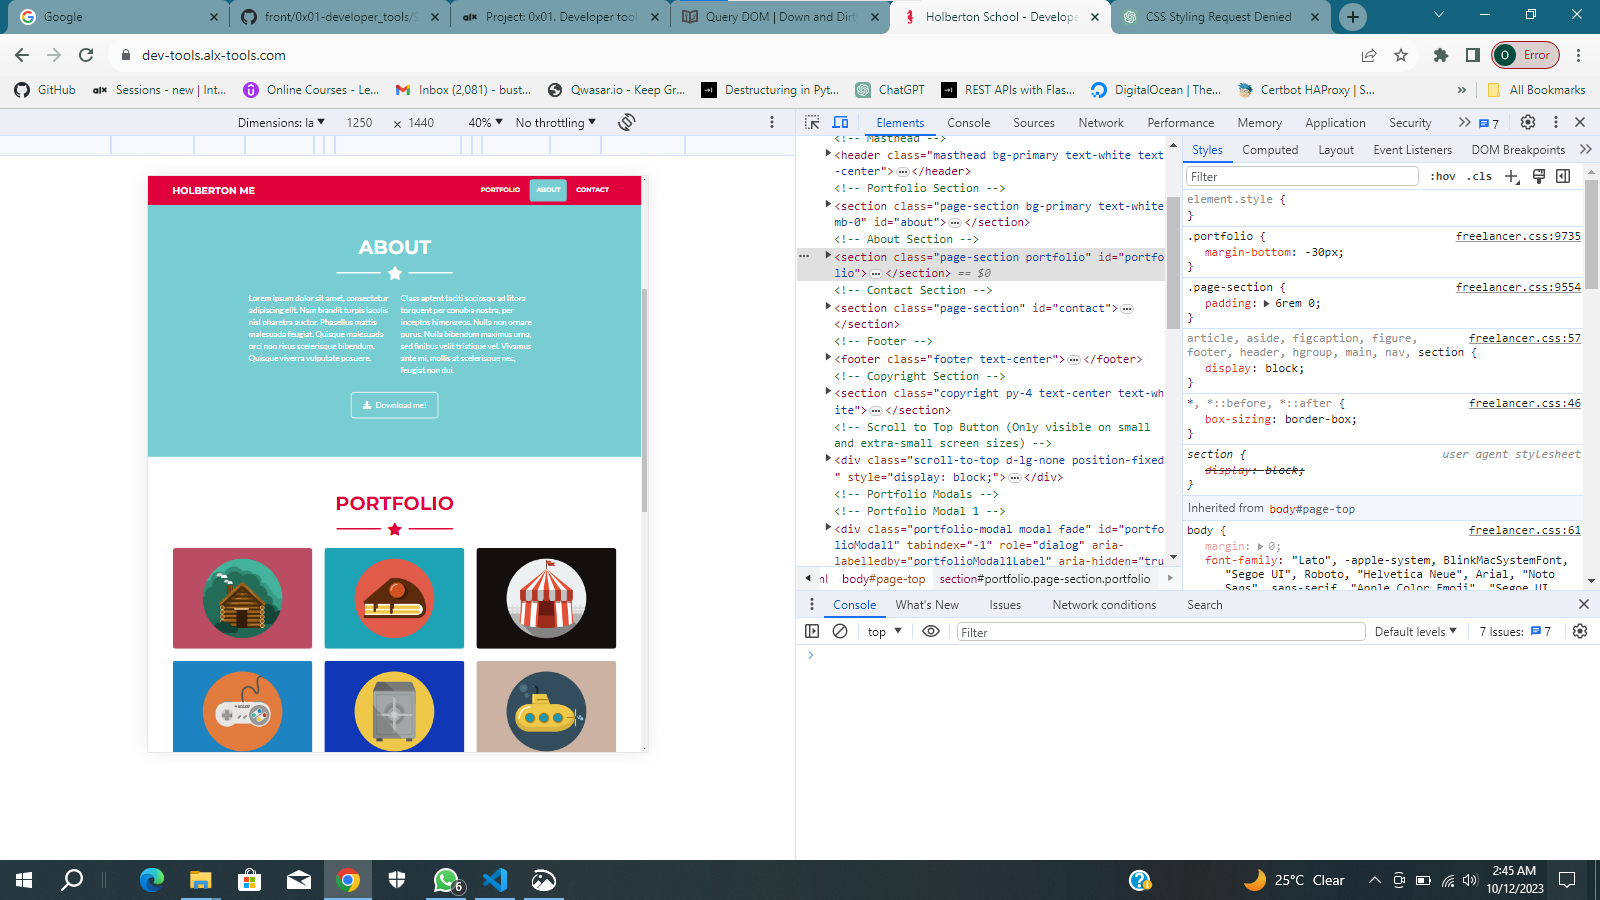 Google
front/0x01-developer_tools/S
alx Project: 0x01. Developer tool
Query DOM | Down and Dirt
Holberton School - Develope
CSS Styling Request Denied
dev-tools.alx-tools.com
O Error
GitHub
alx Sessions - new | Int...
Online Courses - Le...
Inbox (2,081) - bust...
Qwasar.io - Keep Gr...
Destructuring in Pyt...
ChatGPT
REST APIs with Flas...
DigitalOcean | The...
Certbot HAProxy | S...
»
All Bookmarks
Dimensions: la ▼ 1250 × 1440 40% ▼ No throttling ▼
HOLBERTON ME
PORTFOLIO ABOUT CONTACT
ABOUT
Lorem ipsum dolor sit amet, consectetur
adipiscing elit. Nam blandit turpis iaculis
nisl pharetra auctor. Phasellus mattis
malesuada feugiat. Quisque malesuada
orci non risus scelerisque bibendum.
Quisque viverra vulputate posuere.
Class aptent taciti sociosqu ad litora
torquent per conubia nostra, per
inceptos himenaeos. Nulla non ornare
purus. Nulla bibendum maximus urna,
sed finibus velit tristique vel. Vivamus
ante mi, mollis at scelerisque nec,
feugiat non dui.
Download me!
PORTFOLIO
Elements Console Sources Network Performance Memory Application Security » 7
<!-- Masthead -->
<header class="masthead bg-primary text-white text
-center"> … </header>
<!-- Portfolio Section -->
<section class="page-section bg-primary text-white
mb-0" id="about"> … </section>
<!-- About Section -->
<section class="page-section portfolio" id="portfo
lio"> … </section> == $0
<!-- Contact Section -->
<section class="page-section" id="contact"> …
</section>
<!-- Footer -->
<footer class="footer text-center"> … </footer>
<!-- Copyright Section -->
<section class="copyright py-4 text-center text-wh
ite"> … </section>
<!-- Scroll to Top Button (Only visible on small
and extra-small screen sizes) -->
<div class="scroll-to-top d-lg-none position-fixed
" style="display: block;"> … </div>
<!-- Portfolio Modals -->
<!-- Portfolio Modal 1 -->
<div class="portfolio-modal modal fade" id="portfo
lioModal1" tabindex="-1" role="dialog" aria-
labelledby="portfolioModal1Label" aria-hidden="tru
ml body#page-top section#portfolio.page-section.portfolio
Styles Computed Layout Event Listeners DOM Breakpoints »
Filter :hov .cls
element.style {
}
.portfolio { freelancer.css:9735
margin-bottom: -30px;
}
.page-section { freelancer.css:9554
padding: 6rem 0;
}
article, aside, figcaption, figure, freelancer.css:57
footer, header, hgroup, main, nav, section {
display: block;
}
*, *::before, *::after { freelancer.css:46
box-sizing: border-box;
}
section { user agent stylesheet
display: block;
}
Inherited from body#page-top
body { freelancer.css:61
margin: 0;
font-family: "Lato", -apple-system, BlinkMacSystemFont,
"Segoe UI", Roboto, "Helvetica Neue", Arial, "Noto
Sans", sans-serif, "Apple Color Emoji", "Segoe UI
Console What's New Issues Network conditions Search
top ▼ Filter Default levels ▼ 7 Issues: 7
6
25°C Clear
2:45 AM
10/12/2023